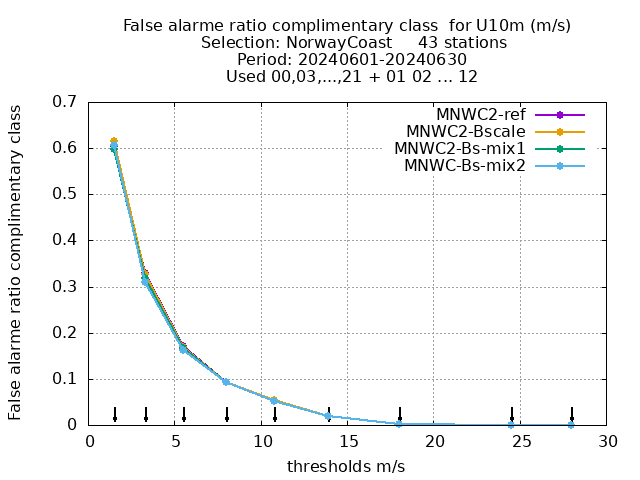 False alarme ratio complimentary class  for U10m (m/s)
Selection: NorwayCoast     43 stations
Period: 20240601-20240630
Used 00,03,...,21 + 01 02 ... 12
False alarme ratio complimentary class
0.7
0.6
0.5
0.4
0.3
0.2
0.1
0
MNWC2-ref
MNWC2-Bscale
MNWC2-Bs-mix1
MNWC-Bs-mix2
0 5 10 15 20 25 30
thresholds m/s